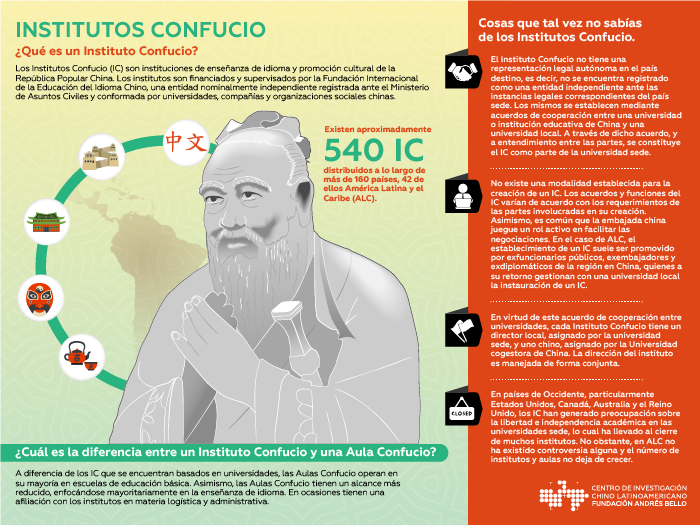 INSTITUTOS CONFUCIO
¿Qué es un Instituto Confucio?
Los Institutos Confucio (IC) son instituciones de enseñanza de idioma y promoción cultural de la
República Popular China. Los institutos son financiados y supervisados por la Fundación Internacional
de la Educación del Idioma Chino, una entidad nominalmente independiente registrada ante el Ministerio
de Asuntos Civiles y conformada por universidades, compañías y organizaciones sociales chinas.
中文
Existen aproximadamente
540 IC
distribuidos a lo largo de
más de 160 países, 42 de
ellos América Latina y el
Caribe (ALC).
¿Cuál es la diferencia entre un Instituto Confucio y una Aula Confucio?
A diferencia de los IC que se encuentran basados en universidades, las Aulas Confucio operan en
su mayoría en escuelas de educación básica. Asimismo, las Aulas Confucio tienen un alcance más
reducido, enfocándose mayoritariamente en la enseñanza de idioma. En ocasiones tienen una
afiliación con los institutos en materia logística y administrativa.
Cosas que tal vez no sabías
de los Institutos Confucio.
El Instituto Confucio no tiene una
representación legal autónoma en el país
destino, es decir, no se encuentra registrado
como una entidad independiente ante las
instancias legales correspondientes del país
sede. Los mismos se establecen mediante
acuerdos de cooperación entre una universidad
o institución educativa de China y una
universidad local. A través de dicho acuerdo, y
a entendimiento entre las partes, se constituye
el IC como parte de la universidad sede.
No existe una modalidad establecida para la
creación de un IC. Los acuerdos y funciones del
IC varían de acuerdo con los requerimientos de
las partes involucradas en su creación.
Asimismo, es común que la embajada china
juegue un rol activo en facilitar las
negociaciones. En el caso de ALC, el
establecimiento de un IC suele ser promovido
por exfuncionarios públicos, exembajadores y
exdiplomáticos de la región en China, quienes a
su retorno gestionan con una universidad local
la instauración de un IC.
En virtud de este acuerdo de cooperación entre
universidades, cada Instituto Confucio tiene un
director local, asignado por la universidad
sede, y uno chino, asignado por la Universidad
cogestora de China. La dirección del instituto
es manejada de forma conjunta.
CLOSED
En países de Occidente, particularmente
Estados Unidos, Canadá, Australia y el Reino
Unido, los IC han generado preocupación sobre
la libertad e independencia académica en las
universidades sede, lo cual ha llevado al cierre
de muchos institutos. No obstante, en ALC no
ha existido controversia alguna y el número de
institutos y aulas no deja de crecer.
CENTRO DE INVESTIGACIÓN
CHINO LATINOAMERICANO
FUNDACIÓN ANDRÉS BELLO